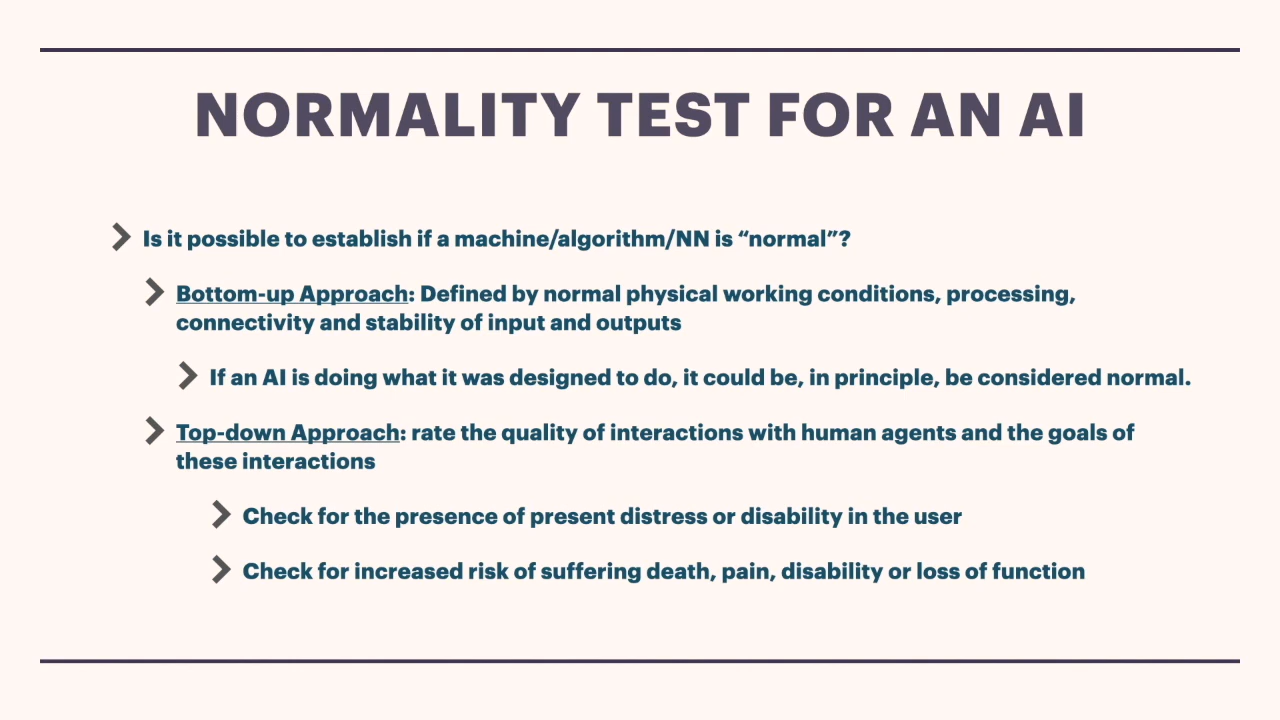 NORMALITY TEST FOR AN AI
Is it possible to establish if a machine/algorithm/NN is “normal”?
Bottom-up Approach: Defined by normal physical working conditions, processing,
connectivity and stability of input and outputs
If an AI is doing what it was designed to do, it could be, in principle, be considered normal.
Top-down Approach: rate the quality of interactions with human agents and the goals of
these interactions
Check for the presence of present distress or disability in the user
Check for increased risk of suffering death, pain, disability or loss of function